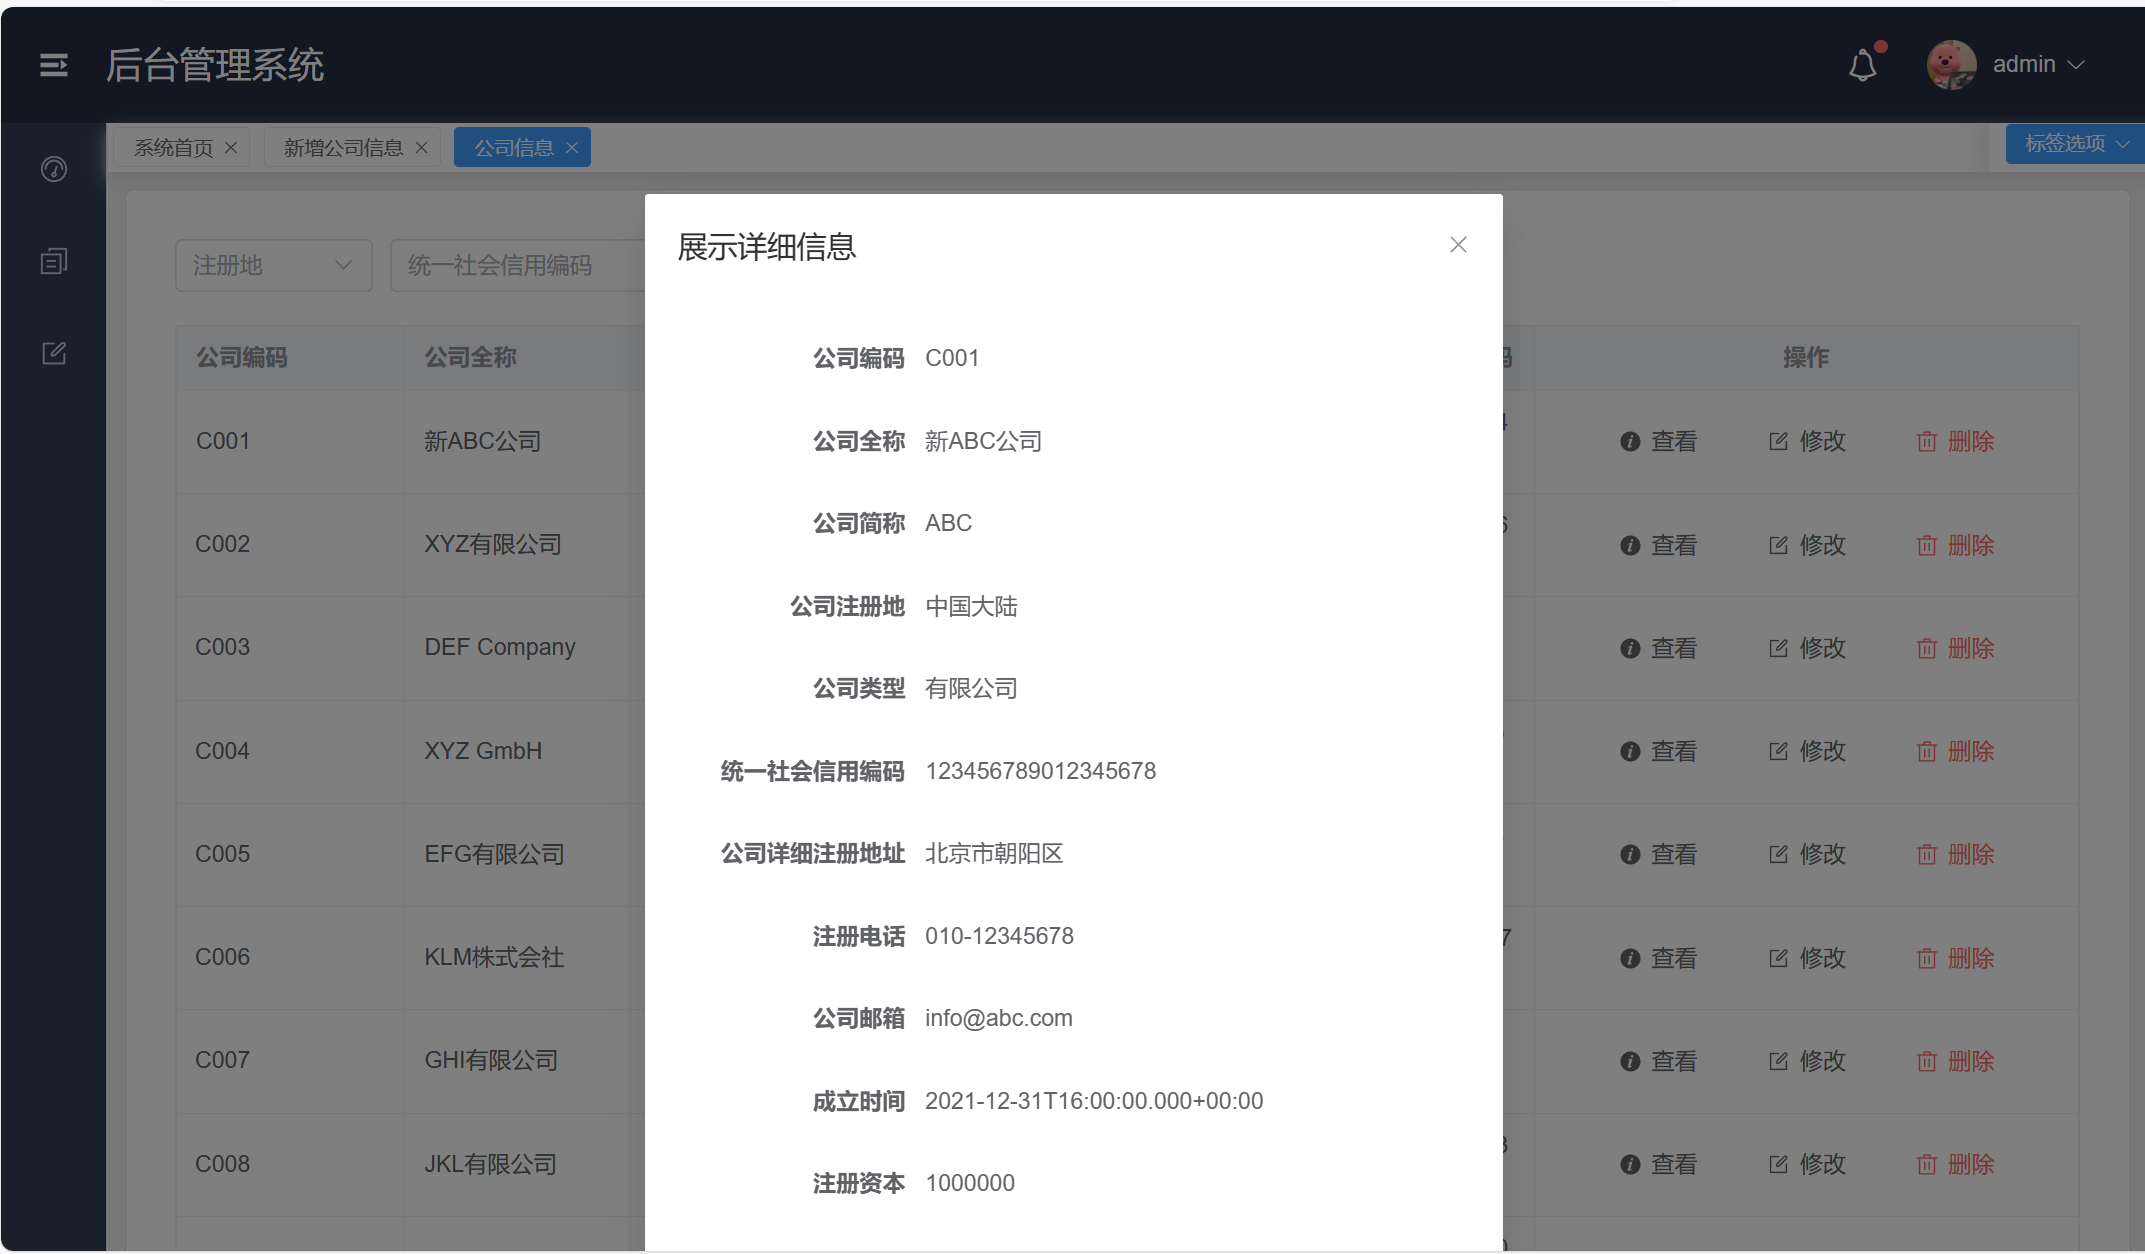 后台管理系统
admin
系统首页
新增公司信息
公司信息
标签选项
注册地
统一社会信用编码
公司编码 公司全称 操作
C001 新ABC公司 查看 修改 删除
C002 XYZ有限公司 查看 修改 删除
C003 DEF Company 查看 修改 删除
C004 XYZ GmbH 查看 修改 删除
C005 EFG有限公司 查看 修改 删除
C006 KLM株式会社 7 查看 修改 删除
C007 GHI有限公司 查看 修改 删除
C008 JKL有限公司 查看 修改 删除
展示详细信息
公司编码 C001
公司全称 新ABC公司
公司简称 ABC
公司注册地 中国大陆
公司类型 有限公司
统一社会信用编码 123456789012345678
公司详细注册地址 北京市朝阳区
注册电话 010-12345678
公司邮箱 info@abc.com
成立时间 2021-12-31T16:00:00.000+00:00
注册资本 1000000